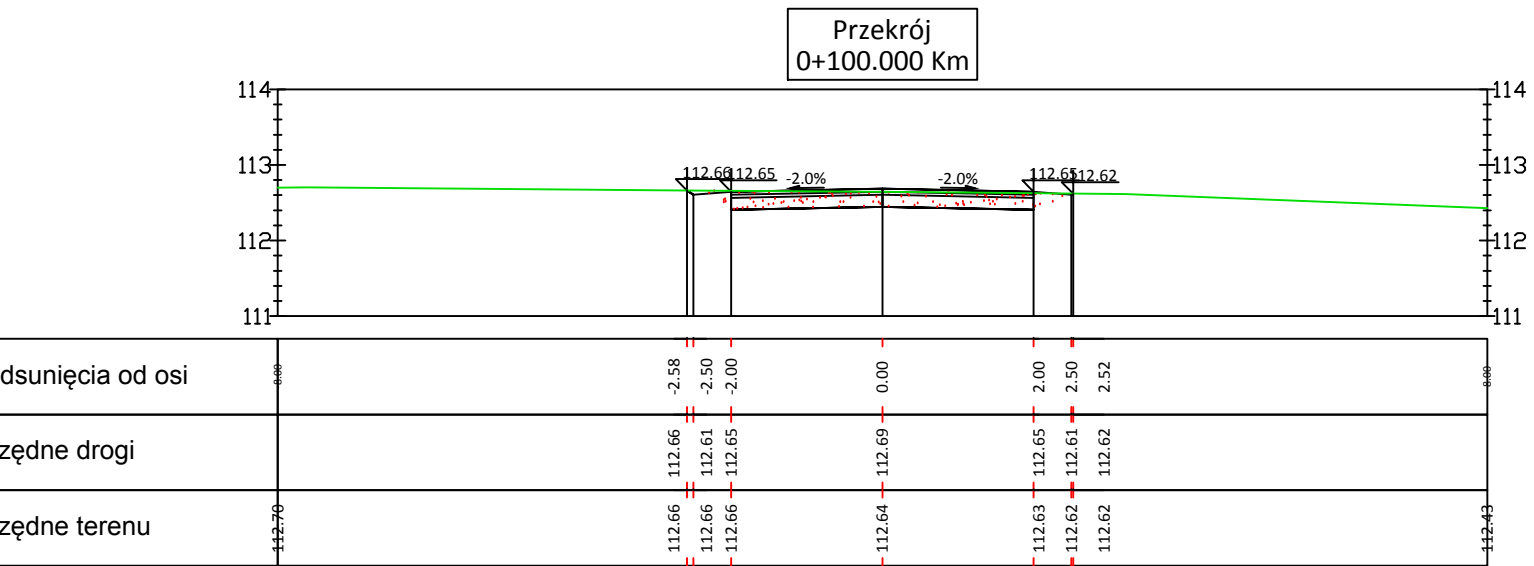 Przekrój
0+100.000 Km
114 114
113 113
112.66 112.65 -2.0% -2.0% 112.65 112.62
112 112
111 111
dsunięcia od osi 8.00 -2.58 -2.50 -2.00 0.00 2.00 2.50 2.52 8.00
zędne drogi 112.66 112.61 112.65 112.69 112.65 112.61 112.62
zędne terenu 112.70 112.66 112.66 112.66 112.64 112.63 112.62 112.62 112.43